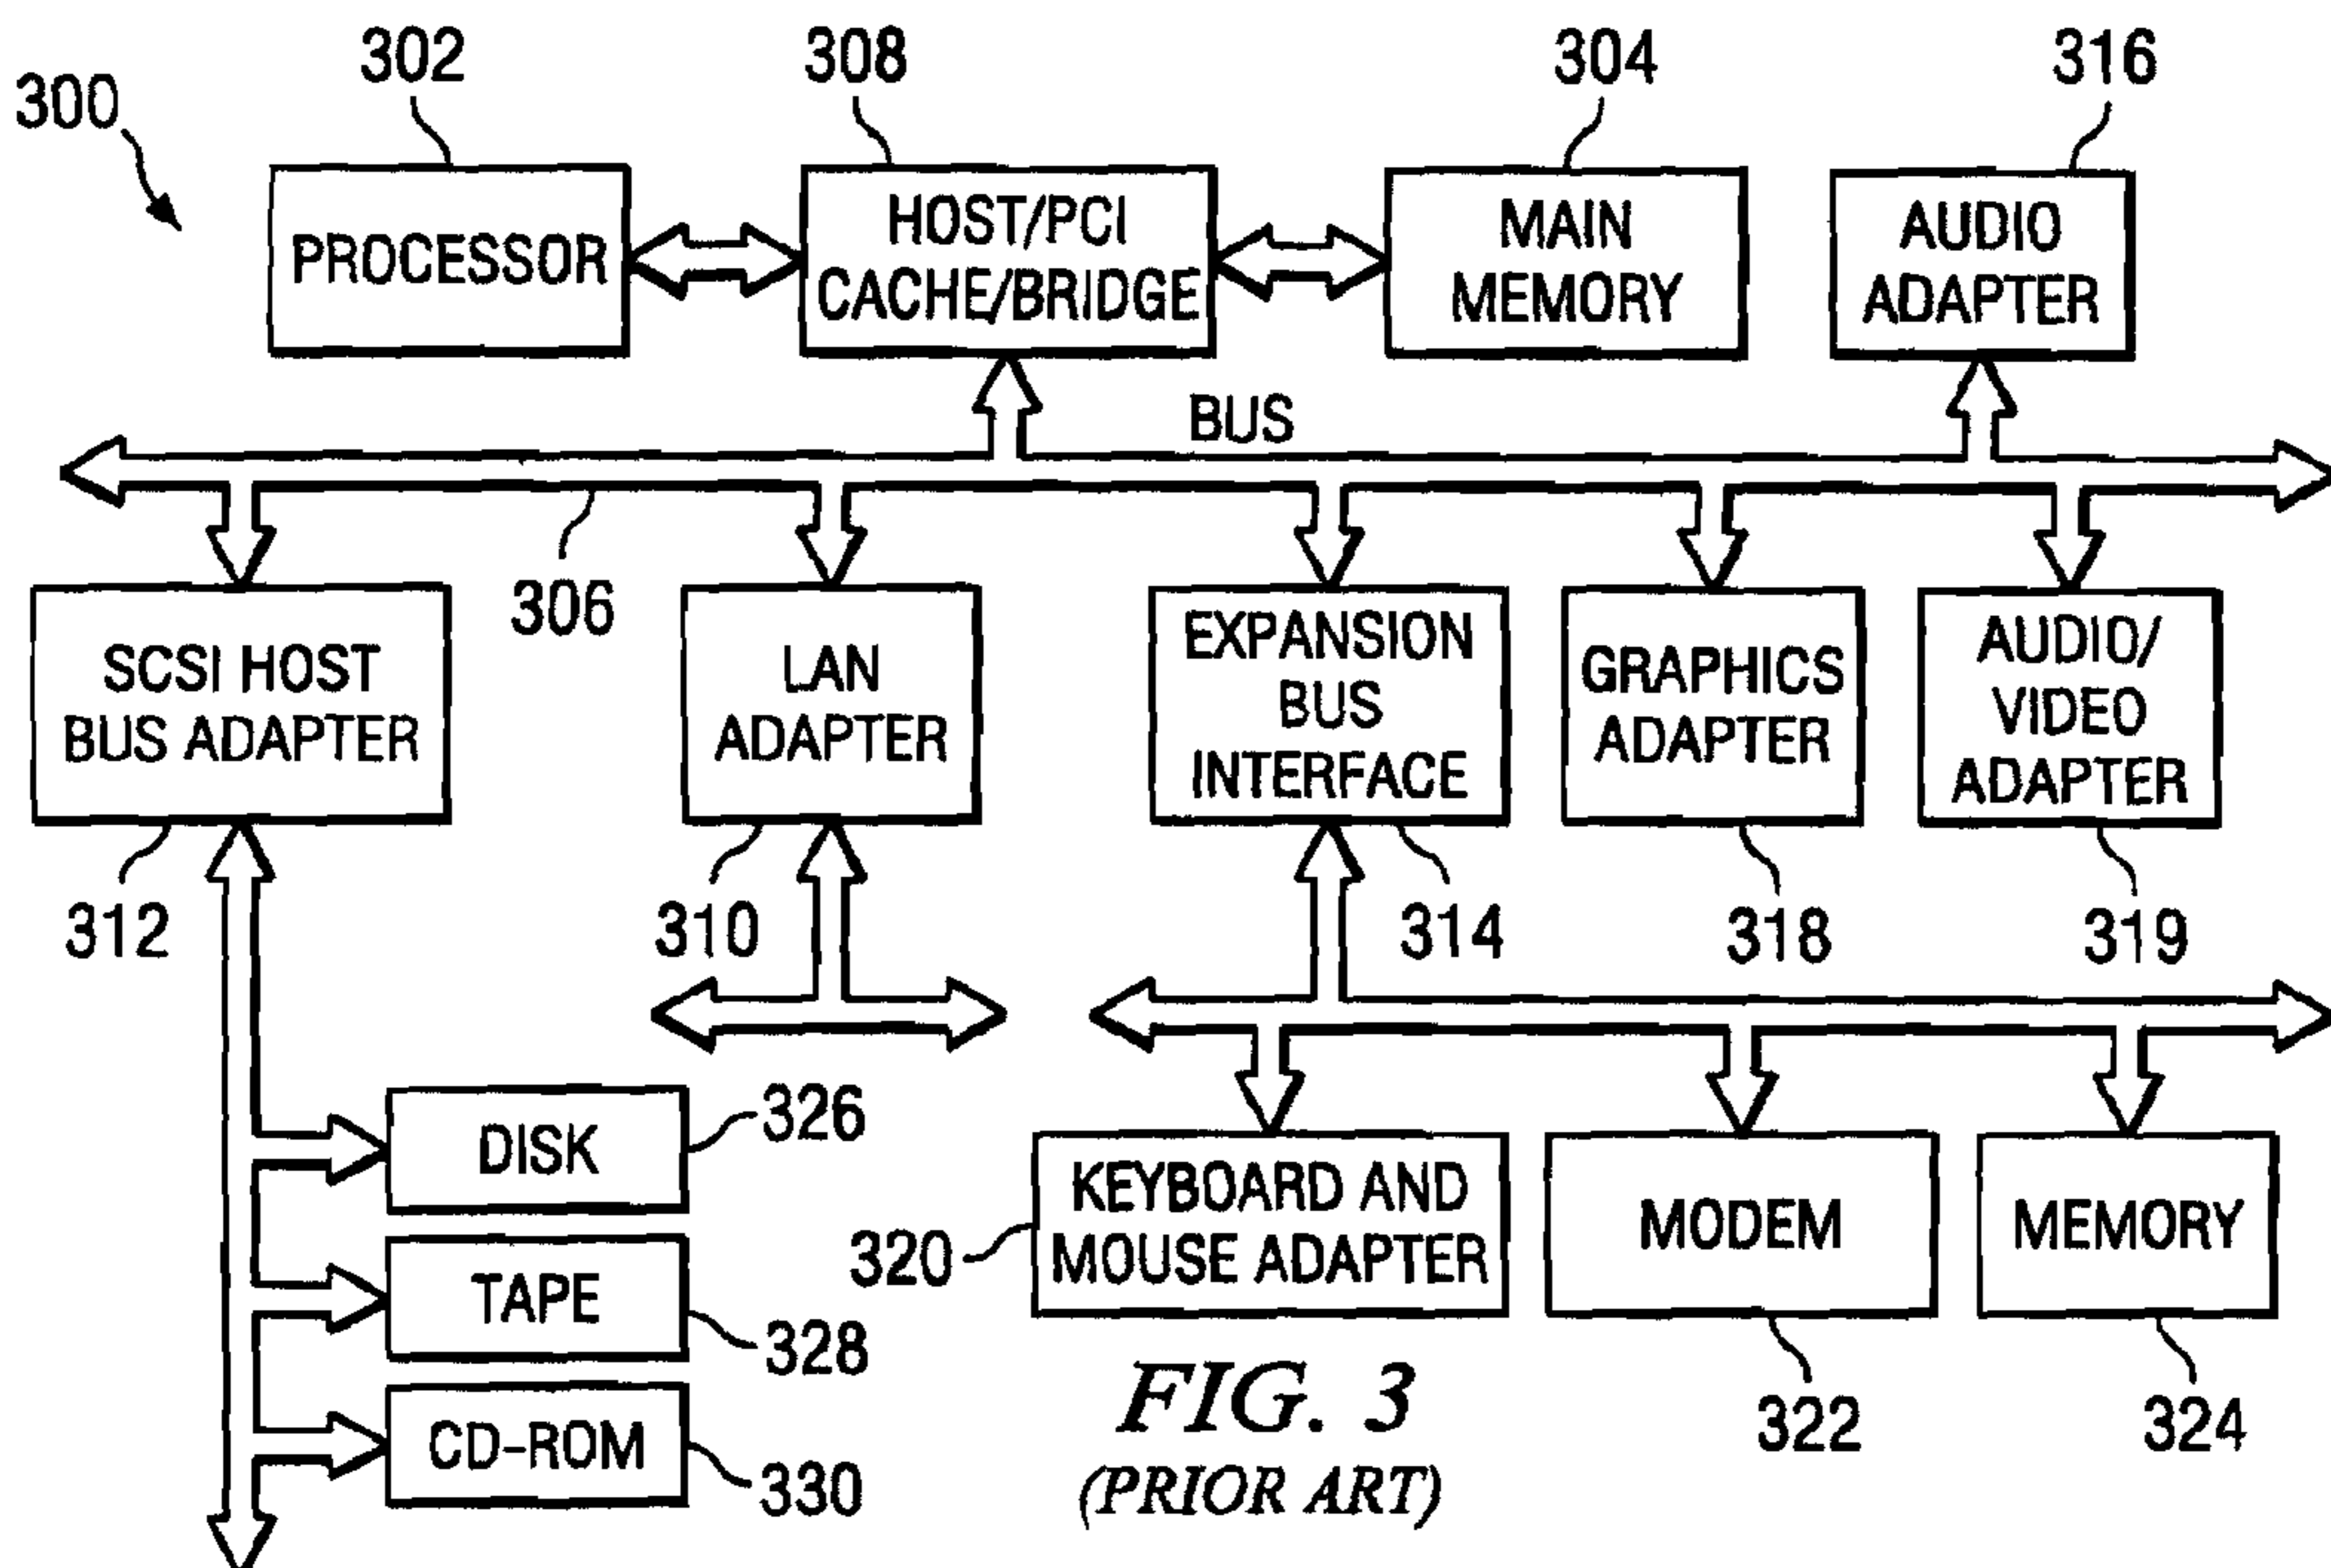 300
302
308
304
316
PROCESSOR
HOST/PCI
CACHE/BRIDGE
MAIN
MEMORY
AUDIO
ADAPTER
BUS
306
SCSI HOST
BUS ADAPTER
LAN
ADAPTER
EXPANSION
BUS
INTERFACE
GRAPHICS
ADAPTER
AUDIO/
VIDEO
ADAPTER
312
310
314
318
319
DISK
326
TAPE
328
CD-ROM
330
320
KEYBOARD AND
MOUSE ADAPTER
MODEM
MEMORY
322
324
FIG. 3
(PRIOR ART)